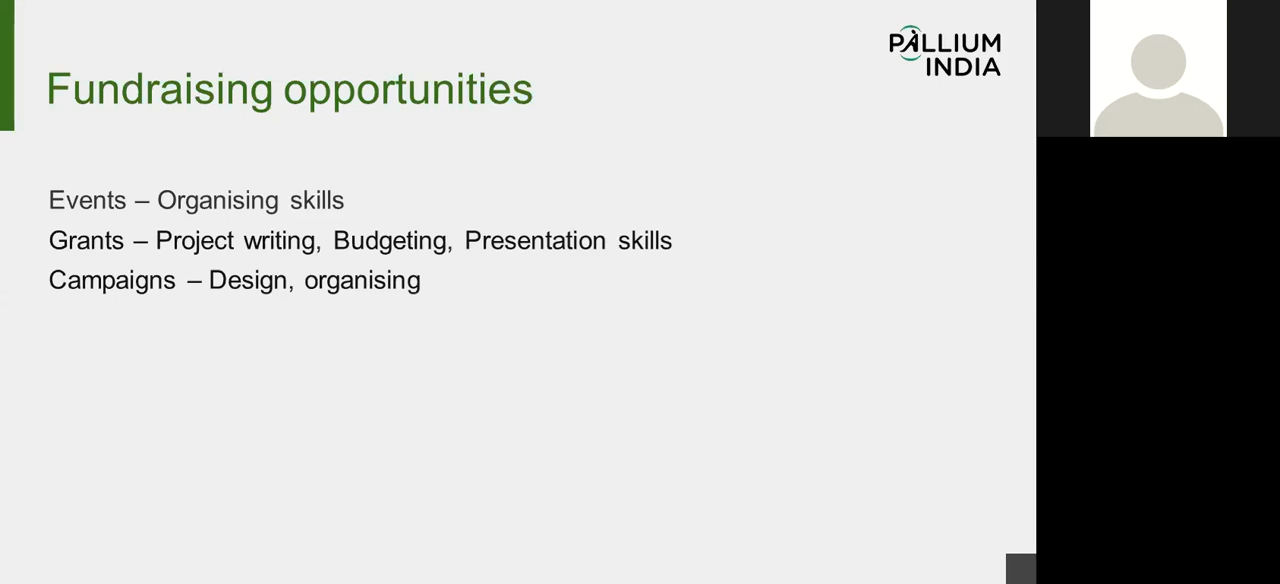 PALLIUM
INDIA
Fundraising opportunities
Events – Organising skills
Grants – Project writing, Budgeting, Presentation skills
Campaigns – Design, organising